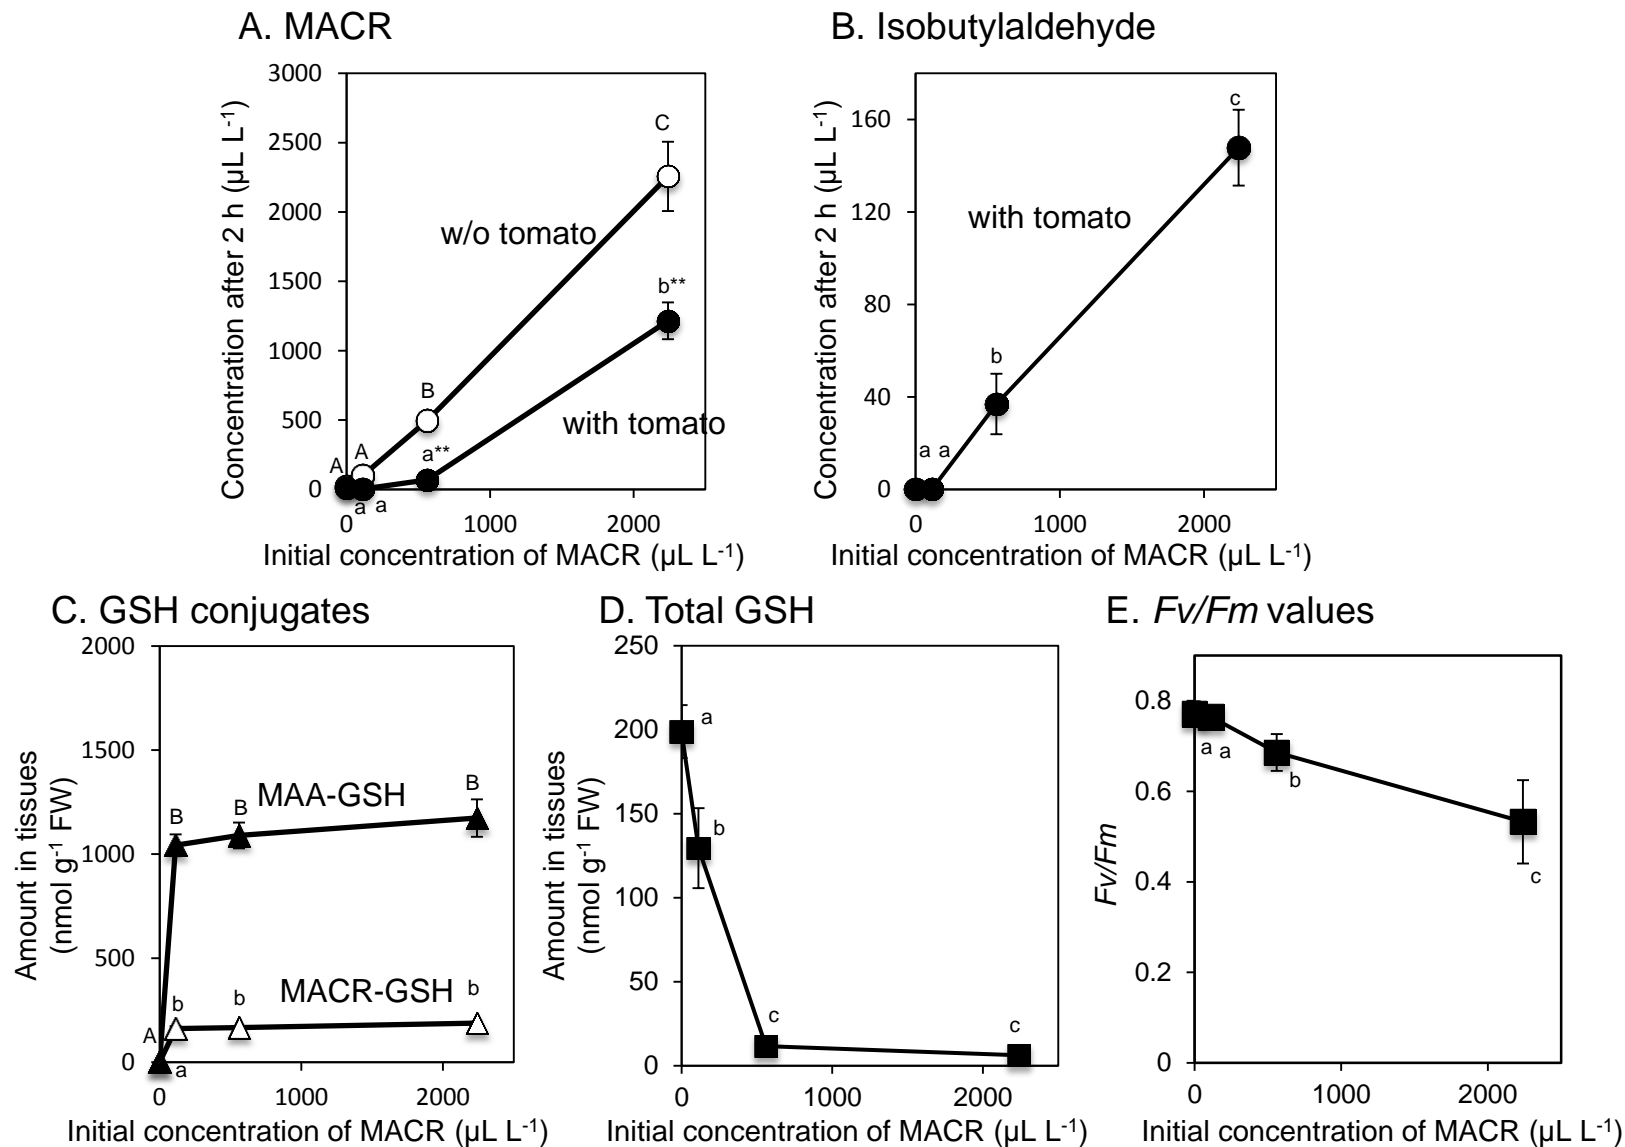 A. MACR
Concentration after 2 h (µL L-1)
3000
2500
2000
1500
1000
500
0
C
w/o tomato
b**
B
with tomato
a**
A
A
a
a
0
1000
2000
Initial concentration of MACR (µL L-1)
B. Isobutylaldehyde
Concentration after 2 h (µL L-1)
160
120
80
40
0
c
with tomato
b
a
a
0
1000
2000
Initial concentration of MACR (µL L-1)
C. GSH conjugates
Amount in tissues
(nmol g-1 FW)
2000
1500
1000
500
0
B
B
B
MAA-GSH
MACR-GSH
b
b
b
A
a
0
1000
2000
Initial concentration of MACR (µL L-1)
D. Total GSH
Amount in tissues
(nmol g-1 FW)
250
200
150
100
50
0
a
b
c
c
0
1000
2000
Initial concentration of MACR (µL L-1)
E. Fv/Fm values
Fv/Fm
0.8
0.6
0.4
0.2
0
a
a
b
c
0
1000
2000
Initial concentration of MACR (µL L-1)